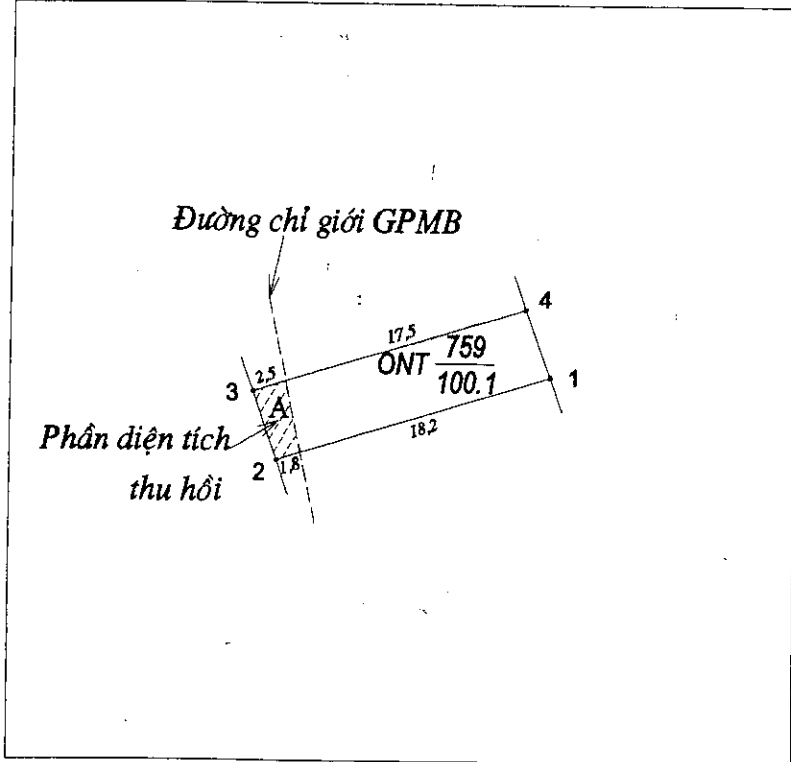 Đường chỉ giới GPMB
4
17,5
ONT 759
100.1
1
3
2,5
A
18,2
Phần diện tích
thu hồi
2
1,8